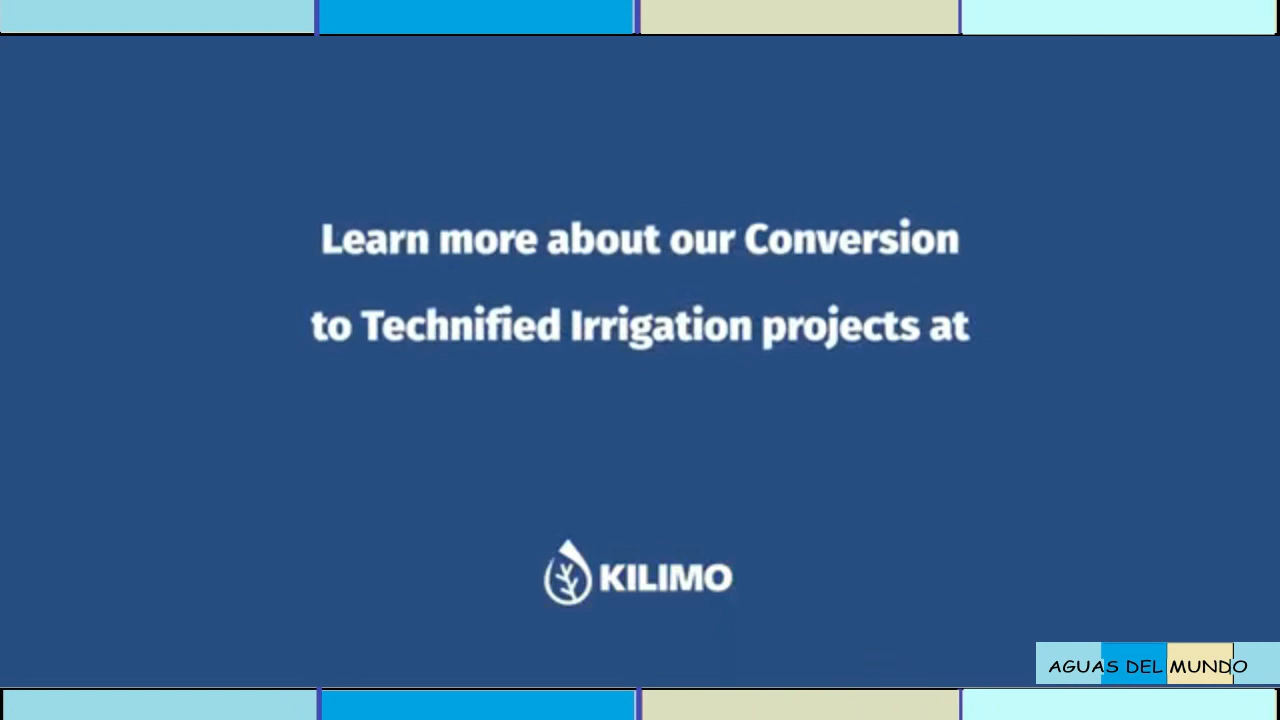 Learn more about our Conversion
to Technified Irrigation projects at
KILIMO
AGUAS DEL MUNDO